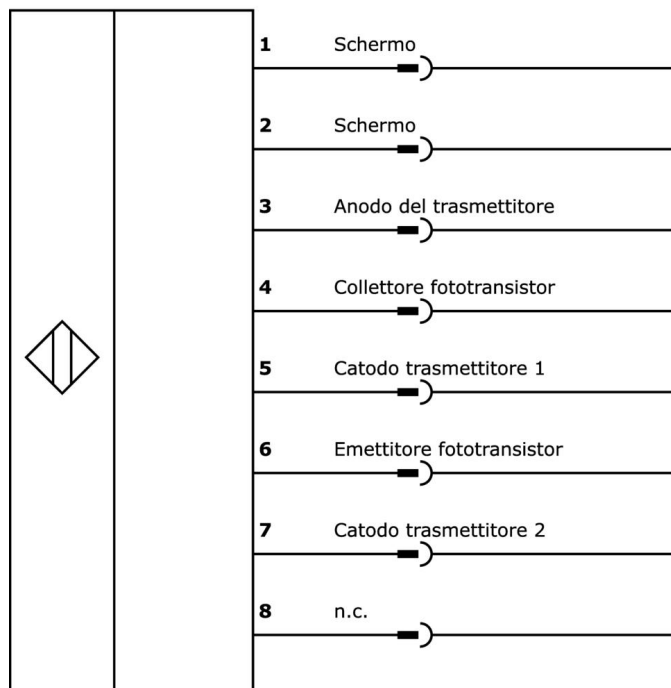 1 Schermo
2 Schermo
3 Anodo del trasmettitore
4 Collettore fototransistor
5 Catodo trasmettitore 1
6 Emettitore fototransistor
7 Catodo trasmettitore 2
8 n.c.